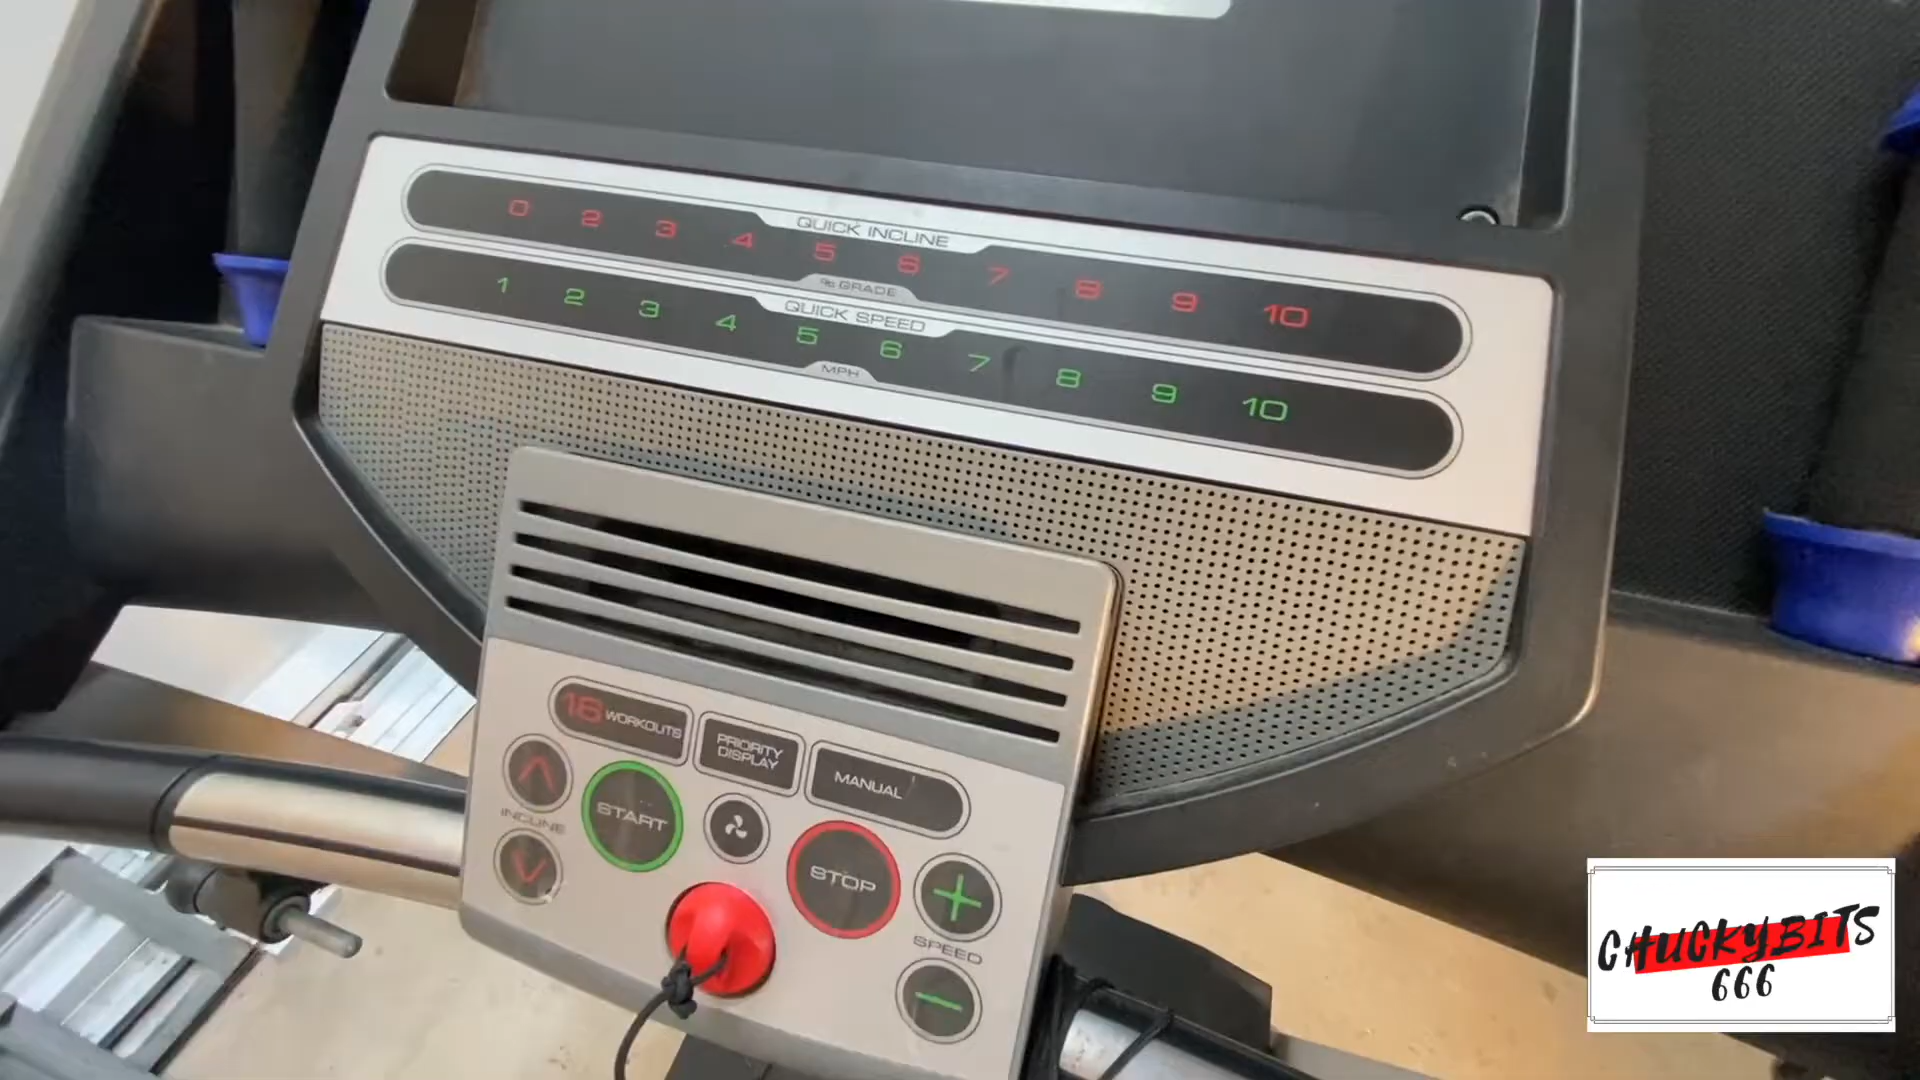 QUICK INCLINE
0 2 3 4 5 6 7 8 9 10
% GRADE
QUICK SPEED
1 2 3 4 5 6 7 8 9 10
MPH
16 WORKOUTS
PRIORITY
DISPLAY
MANUAL
INCLINE
START
STOP
+
SPEED
−
CHUCKYBITS
666